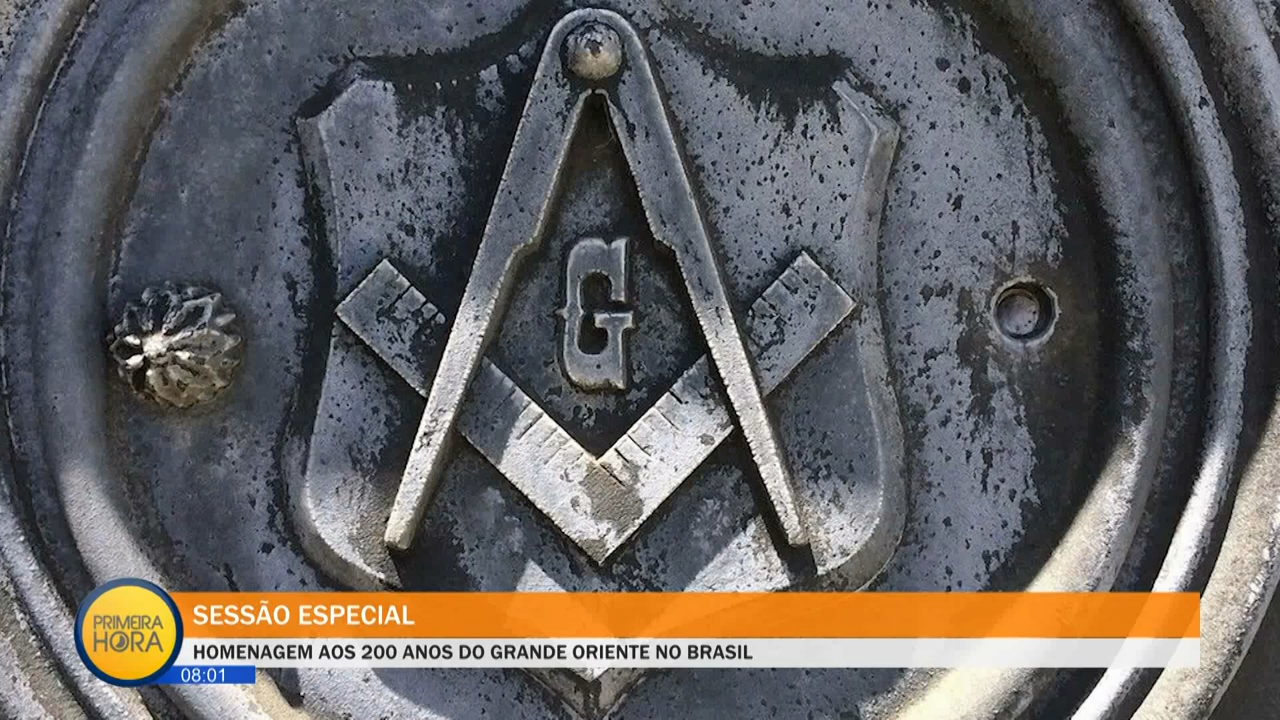 G
SESSÃO ESPECIAL
PRIMEIRA
HORA
HOMENAGEM AOS 200 ANOS DO GRANDE ORIENTE NO BRASIL
08:01